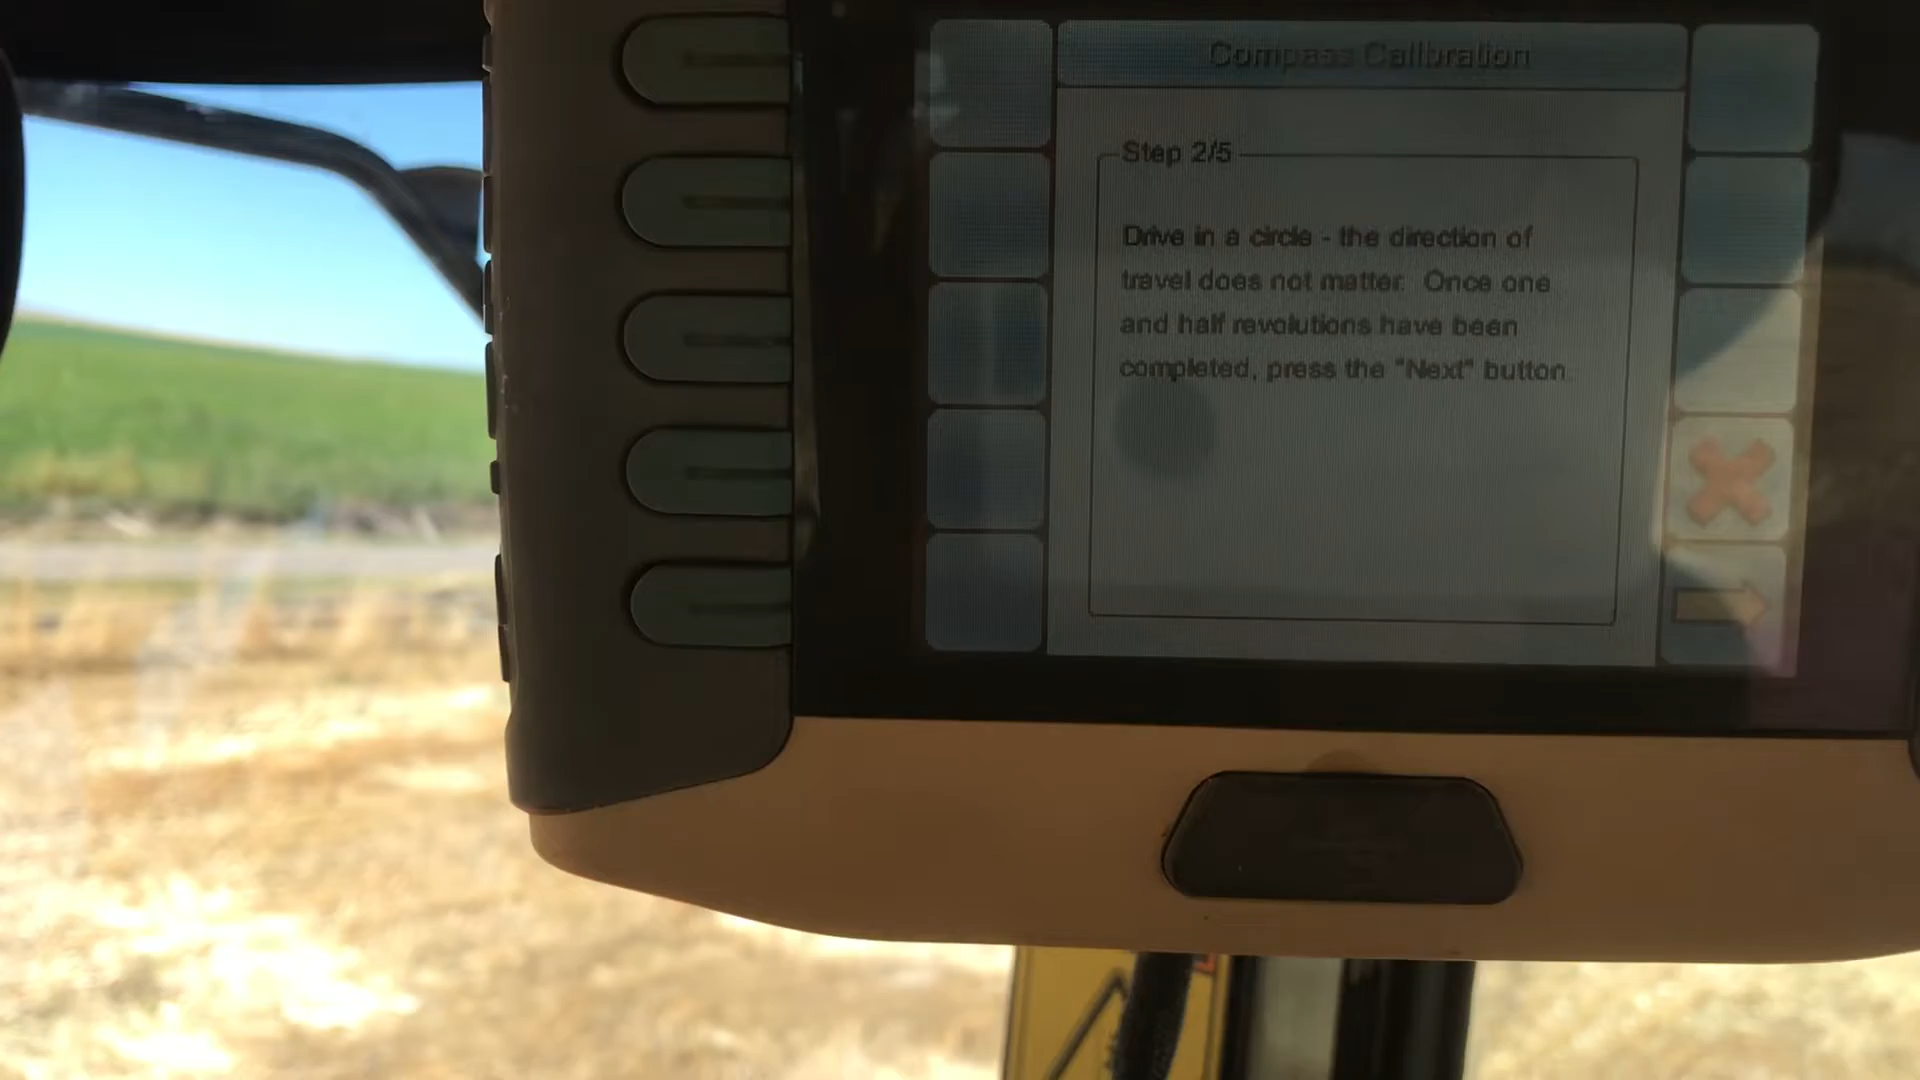 Compass Calibration
Step 2/5
Drive in a circle - the direction of
travel does not matter. Once one
and half revolutions have been
completed, press the "Next" button.